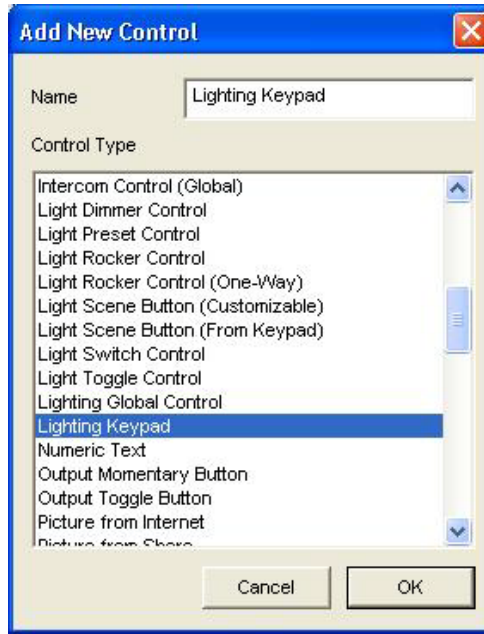 Add New Control
Name
Lighting Keypad
Control Type
Intercom Control (Global)
Light Dimmer Control
Light Preset Control
Light Rocker Control
Light Rocker Control (One-Way)
Light Scene Button (Customizable)
Light Scene Button (From Keypad)
Light Switch Control
Light Toggle Control
Lighting Global Control
Lighting Keypad
Numeric Text
Output Momentary Button
Output Toggle Button
Picture from Internet
Picture from Share
Cancel
OK